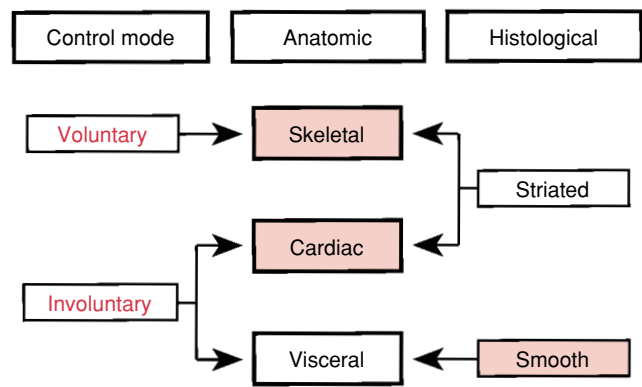 Control mode
Anatomic
Histological
Voluntary
Skeletal
Striated
Cardiac
Involuntary
Visceral
Smooth